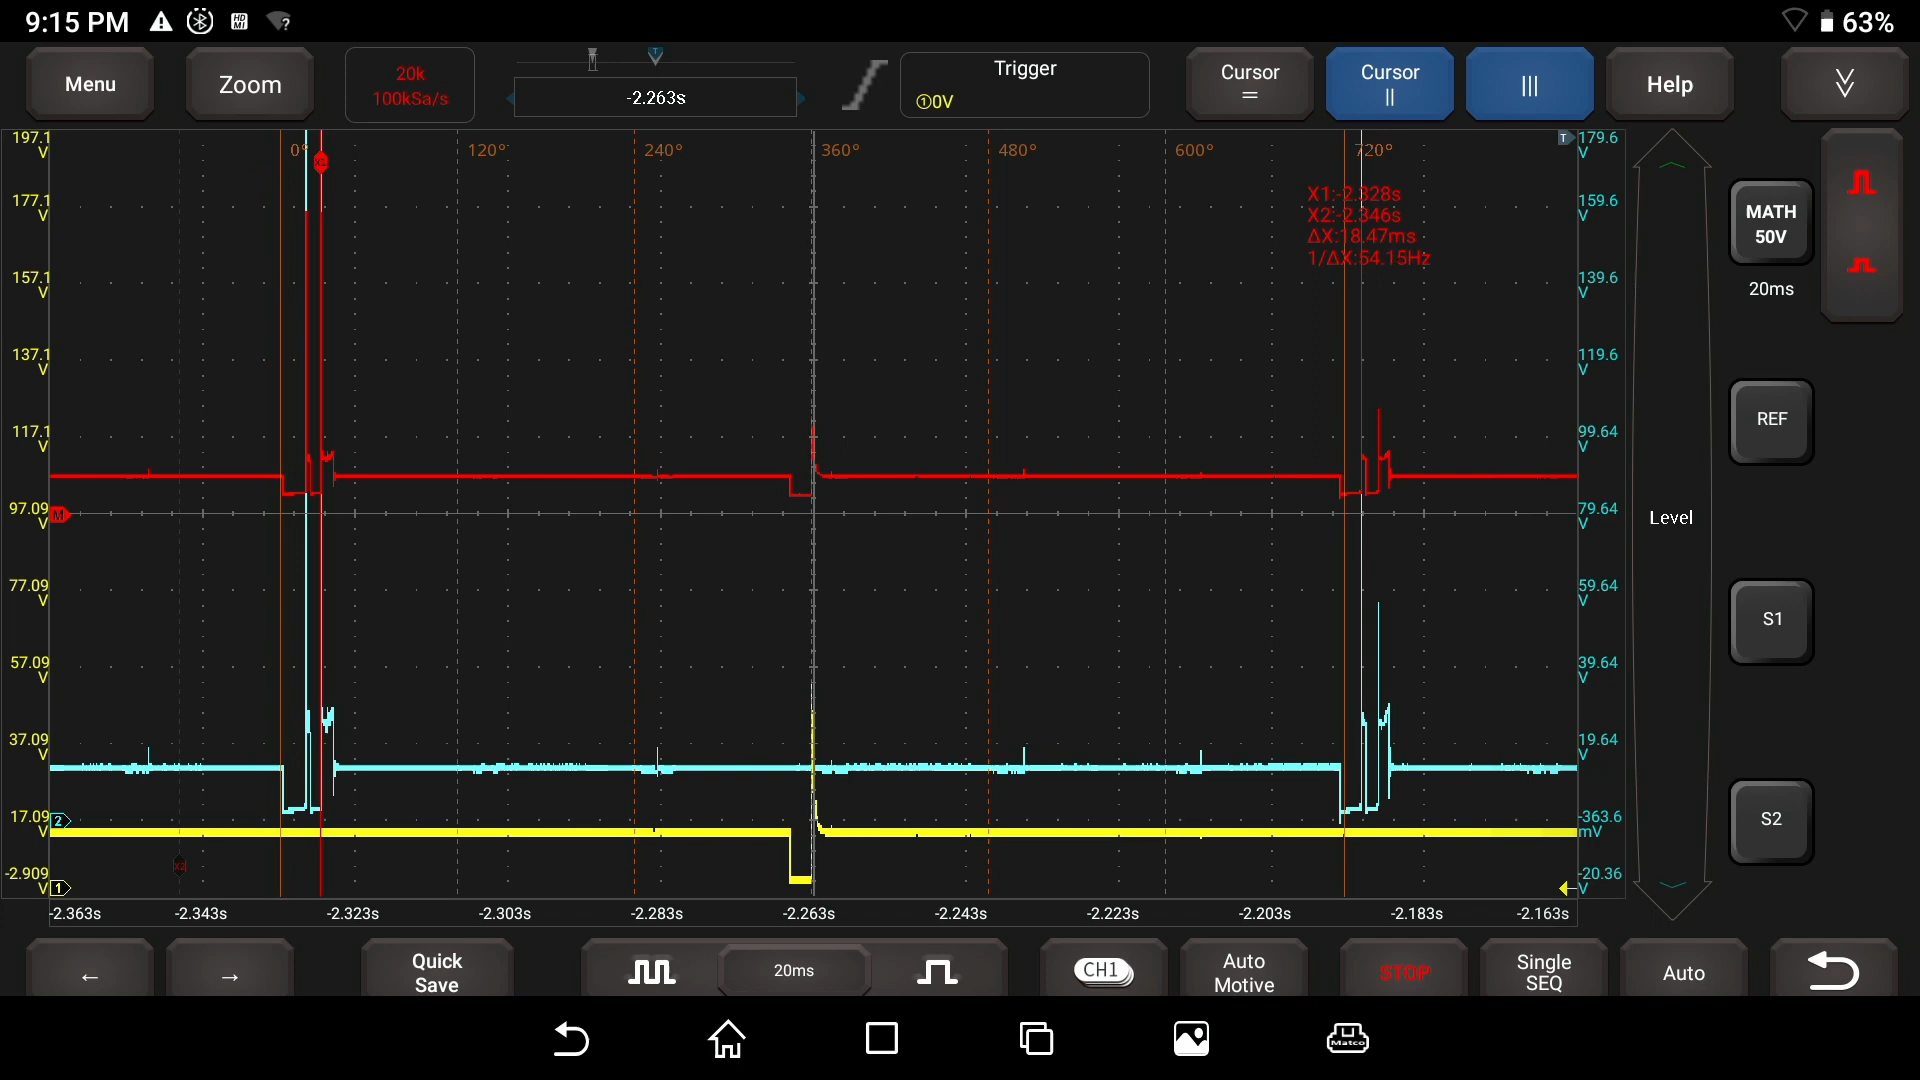 9:15 PM
HD
MI
?
63%
Menu
Zoom
20k
100kSa/s
T
-2.263s
Trigger
①0V
Cursor
=
Cursor
||
|||
Help
197.1
V
177.1
V
157.1
V
137.1
V
117.1
V
97.09
V
77.09
V
57.09
V
37.09
V
17.09
V
-2.909
V
0°
120°
240°
360°
480°
600°
720°
T
X1:-2.328s
X2:-2.346s
ΔX:18.47ms
1/ΔX:54.15Hz
M
2
1
179.6
V
159.6
V
139.6
V
119.6
V
99.64
V
79.64
V
59.64
V
39.64
V
19.64
V
-363.6
mV
-20.36
V
Level
MATH
50V
20ms
REF
S1
S2
-2.363s
-2.343s
-2.323s
-2.303s
-2.283s
-2.263s
-2.243s
-2.223s
-2.203s
-2.183s
-2.163s
←
→
Quick
Save
20ms
CH1
Auto
Motive
STOP
Single
SEQ
Auto
Matco